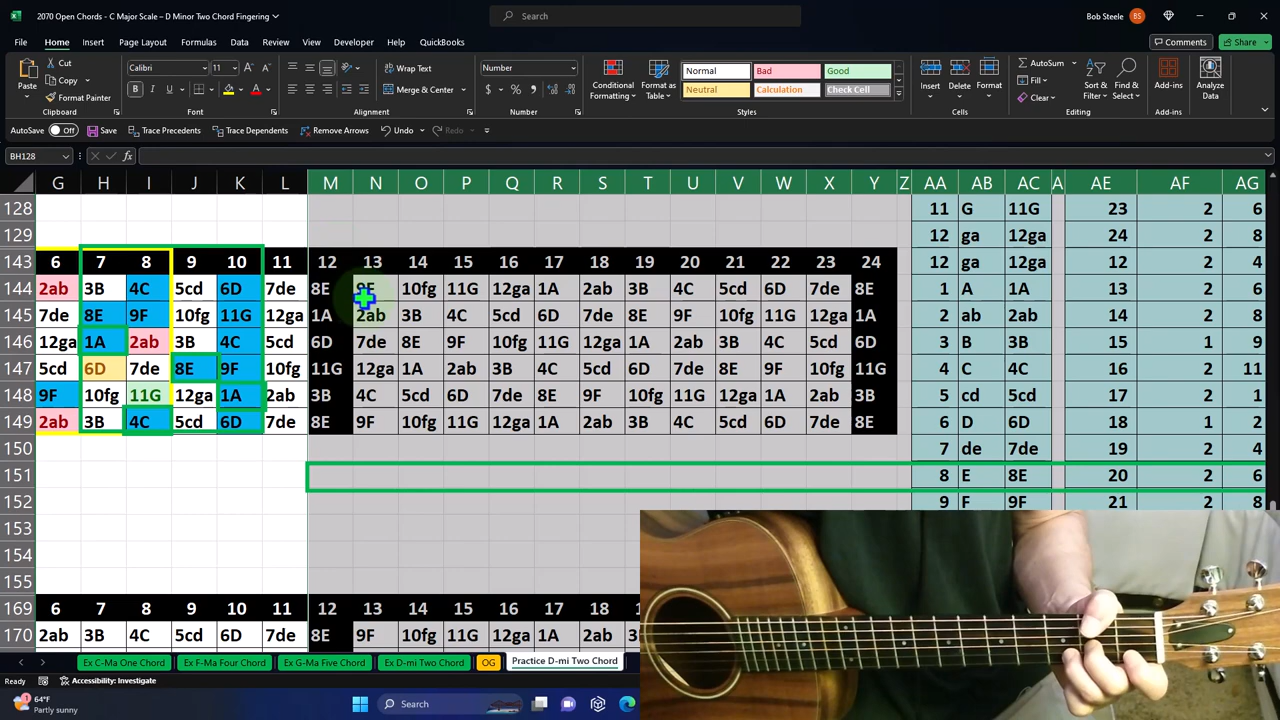 2070 Open Chords - C Major Scale – D Minor Two Chord Fingering
Search
Bob Steele BS
File Home Insert Page Layout Formulas Data Review View Developer Help QuickBooks Comments Share
Paste Cut Copy Format Painter Clipboard
Calibri 11 Font
Wrap Text Merge & Center Alignment
Number $ % Number
Conditional Formatting Format as Table Normal Bad Good Neutral Calculation Check Cell Styles
Insert Delete Format Cells
AutoSum Fill Clear Sort & Filter Find & Select Editing
Add-ins Add-ins
Analyze Data
AutoSave Off Save Trace Precedents Trace Dependents Remove Arrows Undo Redo
BH128 fx
G H I J K L M N O P Q R S T U V W X Y Z AA AB AC A AE AF AG
128 11 G 11G 23 2 6
129 12 ga 12ga 24 2 8
143 6 7 8 9 10 11 12 13 14 15 16 17 18 19 20 21 22 23 24 12 ga 12ga 12 2 4
144 2ab 3B 4C 5cd 6D 7de 8E 9F 10fg 11G 12ga 1A 2ab 3B 4C 5cd 6D 7de 8E 1 A 1A 13 2 6
145 7de 8E 9F 10fg 11G 12ga 1A 2ab 3B 4C 5cd 6D 7de 8E 9F 10fg 11G 12ga 1A 2 ab 2ab 14 2 8
146 12ga 1A 2ab 3B 4C 5cd 6D 7de 8E 9F 10fg 11G 12ga 1A 2ab 3B 4C 5cd 6D 3 B 3B 15 1 9
147 5cd 6D 7de 8E 9F 10fg 11G 12ga 1A 2ab 3B 4C 5cd 6D 7de 8E 9F 10fg 11G 4 C 4C 16 2 11
148 9F 10fg 11G 12ga 1A 2ab 3B 4C 5cd 6D 7de 8E 9F 10fg 11G 12ga 1A 2ab 3B 5 cd 5cd 17 2 1
149 2ab 3B 4C 5cd 6D 7de 8E 9F 10fg 11G 12ga 1A 2ab 3B 4C 5cd 6D 7de 8E 6 D 6D 18 1 2
150 7 de 7de 19 2 4
151 8 E 8E 20 2 6
152 9 F 9F 21 2 8
153
154
155
169 6 7 8 9 10 11 12 13 14 15 16 17 18 19
170 2ab 3B 4C 5cd 6D 7de 8E 9F 10fg 11G 12ga 1A 2ab 3B
Ex C-Ma One Chord Ex F-Ma Four Chord Ex G-Ma Five Chord Ex D-mi Two Chord OG Practice D-mi Two Chord
Ready Accessibility: Investigate
1 64°F
Partly sunny
Search